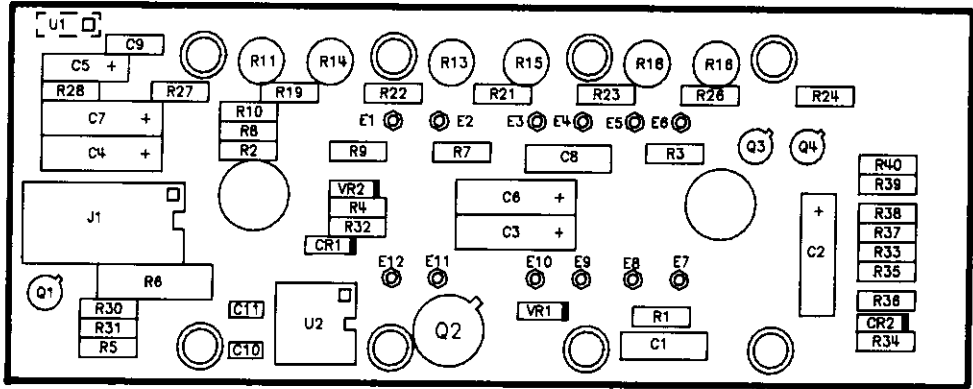 U1
C9
C5 +
R11 R14 R13 R15 R18 R16
R28 R27 R19 R22 R21 R23 R26 R24
C7 + R10 E1 E2 E3 E4 E5 E6
R8
C4 + R2 R9 R7 C8 R3 Q3 Q4
R40
VR2 R39
J1 R4 C6 + + R38
R32 C3 + R37
CR1 C2 R33
E12 E11 E10 E9 E8 E7 R35
Q1 R6
R30 C11 U2 Q2 VR1 R1 R36
R31 CR2
R5 C10 C1 R34